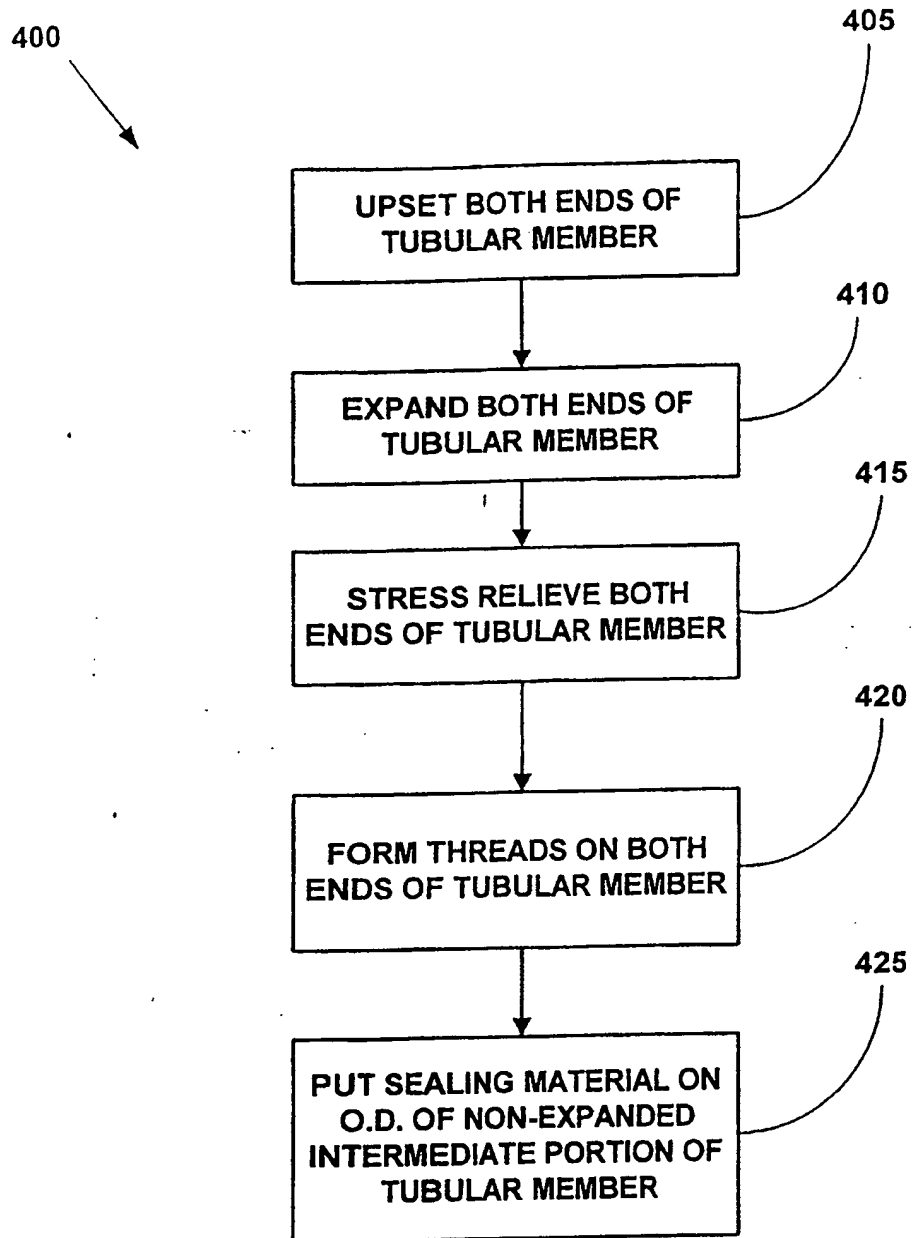 400
405
UPSET BOTH ENDS OF
TUBULAR MEMBER
410
EXPAND BOTH ENDS OF
TUBULAR MEMBER
415
STRESS RELIEVE BOTH
ENDS OF TUBULAR MEMBER
420
FORM THREADS ON BOTH
ENDS OF TUBULAR MEMBER
425
PUT SEALING MATERIAL ON
O.D. OF NON-EXPANDED
INTERMEDIATE PORTION OF
TUBULAR MEMBER